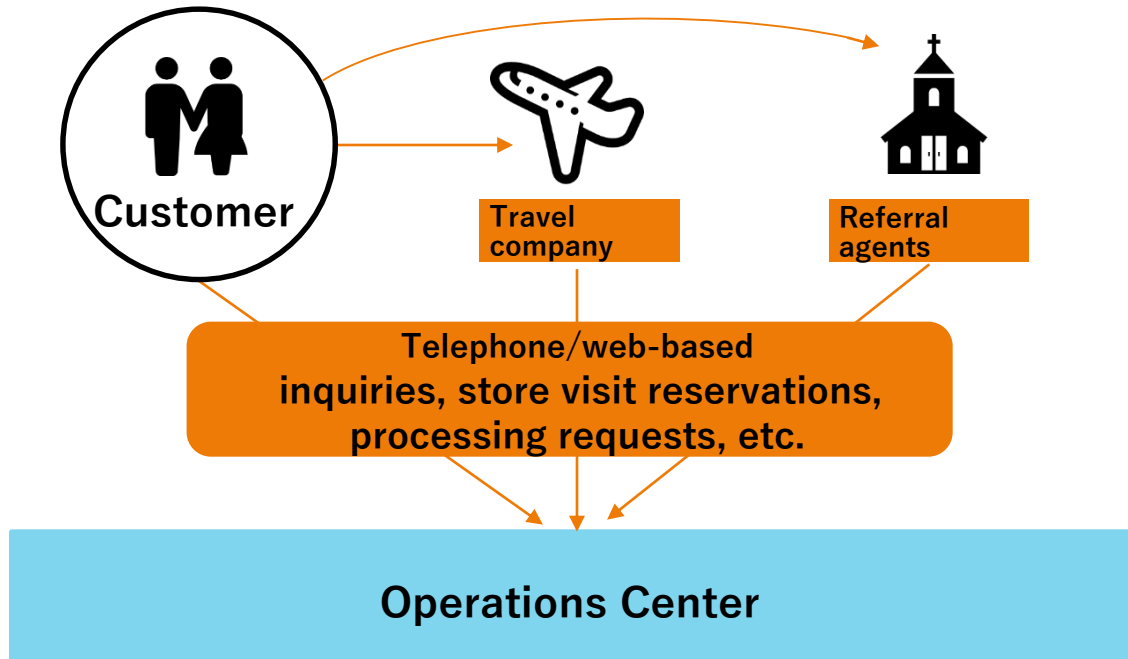 Customer
Travel
company
Referral
agents
Telephone/web-based
inquiries, store visit reservations,
processing requests, etc.
Operations Center